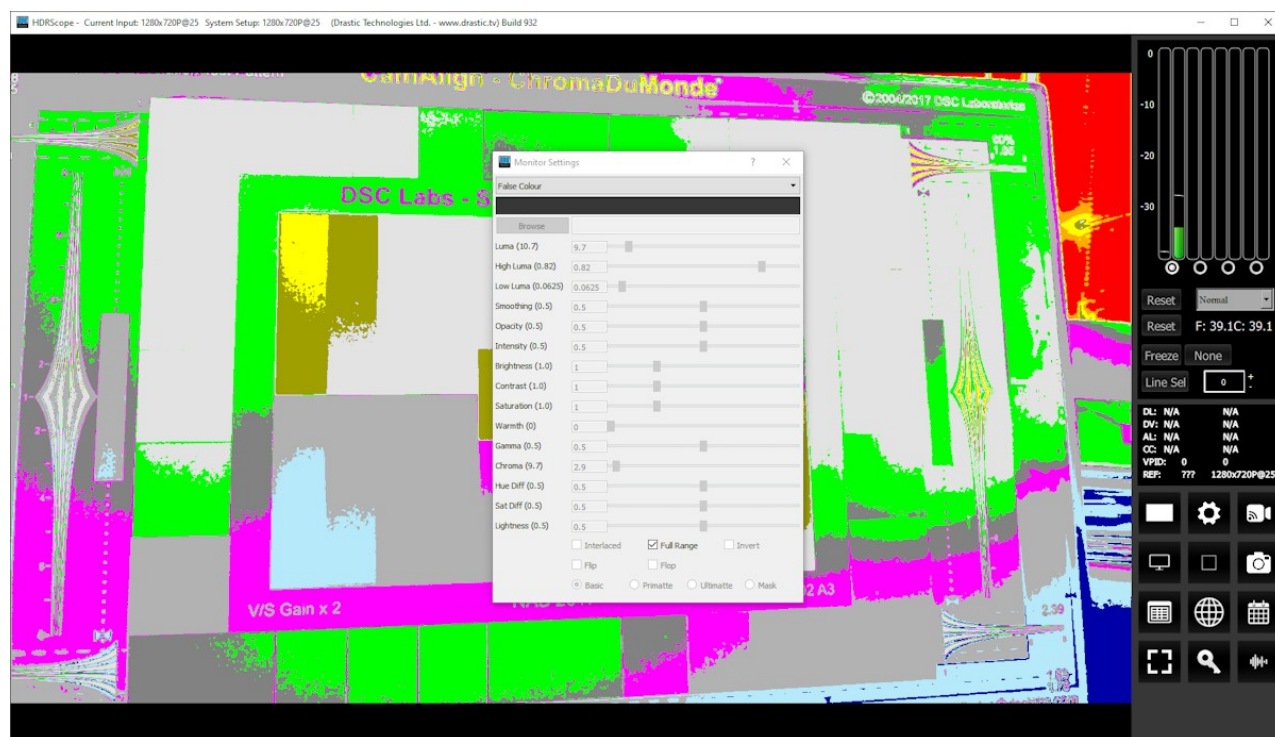 HDRScope - Current Input: 1280x720P@25 System Setup: 1280x720P@25 (Drastic Technologies Ltd. - www.drastic.tv) Build 932
CamAlign - ChromaDuMonde
©2006/2017 DSC Laboratories
DSC Labs - S
Monitor Settings ? ×
False Colour
Browse
Luma (10.7) 9.7
High Luma (0.82) 0.82
Low Luma (0.0625) 0.0625
Smoothing (0.5) 0.5
Opacity (0.5) 0.5
Intensity (0.5) 0.5
Brightness (1.0) 1
Contrast (1.0) 1
Saturation (1.0) 1
Warmth (0) 0
Gamma (0.5) 0.5
Chroma (9.7) 2.9
Hue Diff (0.5) 0.5
Sat Diff (0.5) 0.5
Lightness (0.5) 0.5
Interlaced Full Range Invert
Flip Flop
Basic Primatte Ultimatte Mask
V/S Gain x 2
A3
2.39
0
-10
-20
-30
Reset Normal
Reset F: 39.1C: 39.1
Freeze None
Line Sel 0 + -
DL: N/A N/A
DV: N/A N/A
AL: N/A N/A
CC: N/A N/A
VPID: 0 0
REF: ??? 1280x720P@25